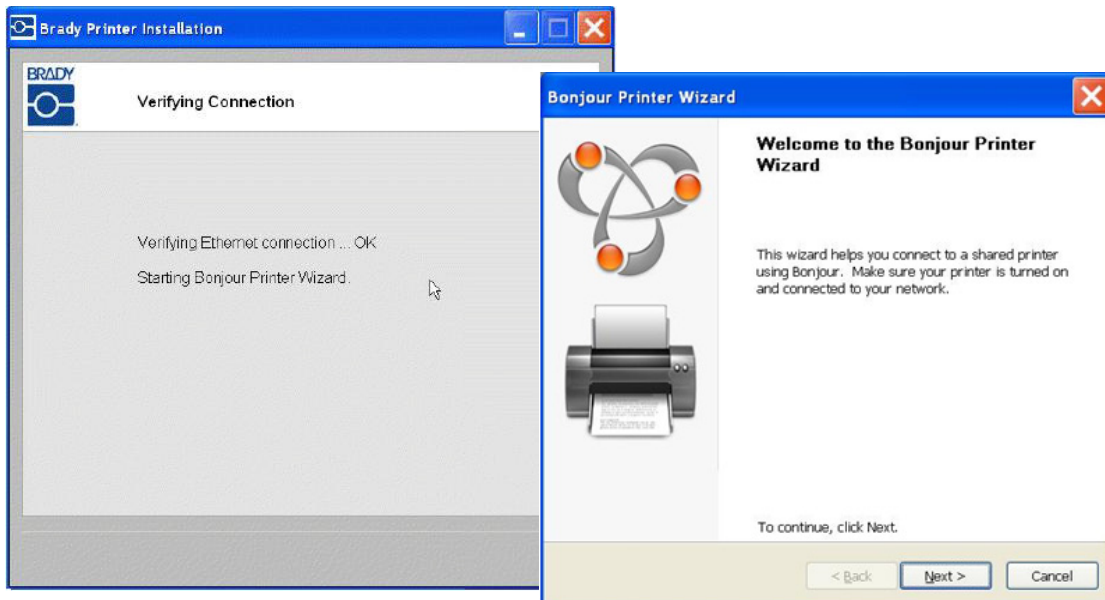 Brady Printer Installation
BRADY
Verifying Connection
Verifying Ethernet connection ... OK
Starting Bonjour Printer Wizard.
Bonjour Printer Wizard
Welcome to the Bonjour Printer
Wizard
This wizard helps you connect to a shared printer
using Bonjour. Make sure your printer is turned on
and connected to your network.
To continue, click Next.
< Back
Next >
Cancel